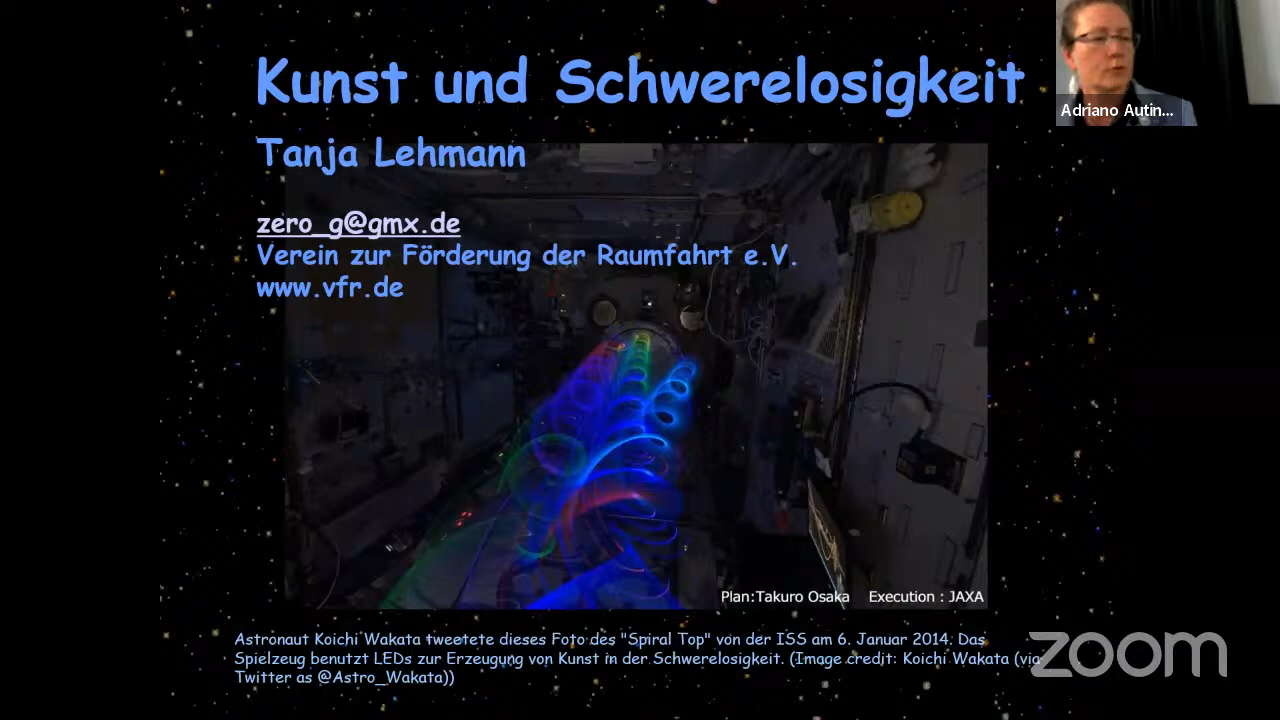 Kunst und Schwerelosigkeit
Adriano Autin...
Tanja Lehmann
zero_g@gmx.de
Verein zur Förderung der Raumfahrt e.V.
www.vfr.de
Plan:Takuro Osaka Execution : JAXA
Astronaut Koichi Wakata tweetete dieses Foto des "Spiral Top" von der ISS am 6. Januar 2014. Das
Spielzeug benutzt LEDs zur Erzeugung von Kunst in der Schwerelosigkeit. (Image credit: Koichi Wakata (via
Twitter as @Astro_Wakata))
zoom